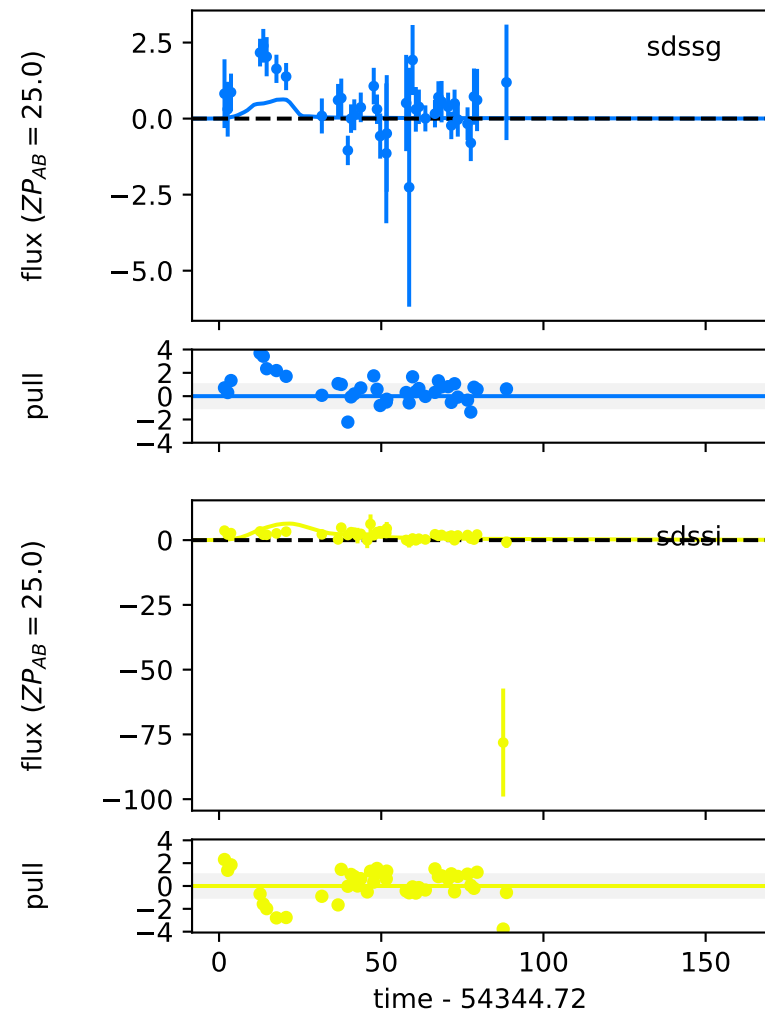 sdssg
flux (ZP_AB = 25.0)
2.5
0.0
−2.5
−5.0
pull
4
2
0
−2
−4
sdssi
flux (ZP_AB = 25.0)
0
−25
−50
−75
−100
pull
4
2
0
−2
−4
0 50 100 150
time - 54344.72